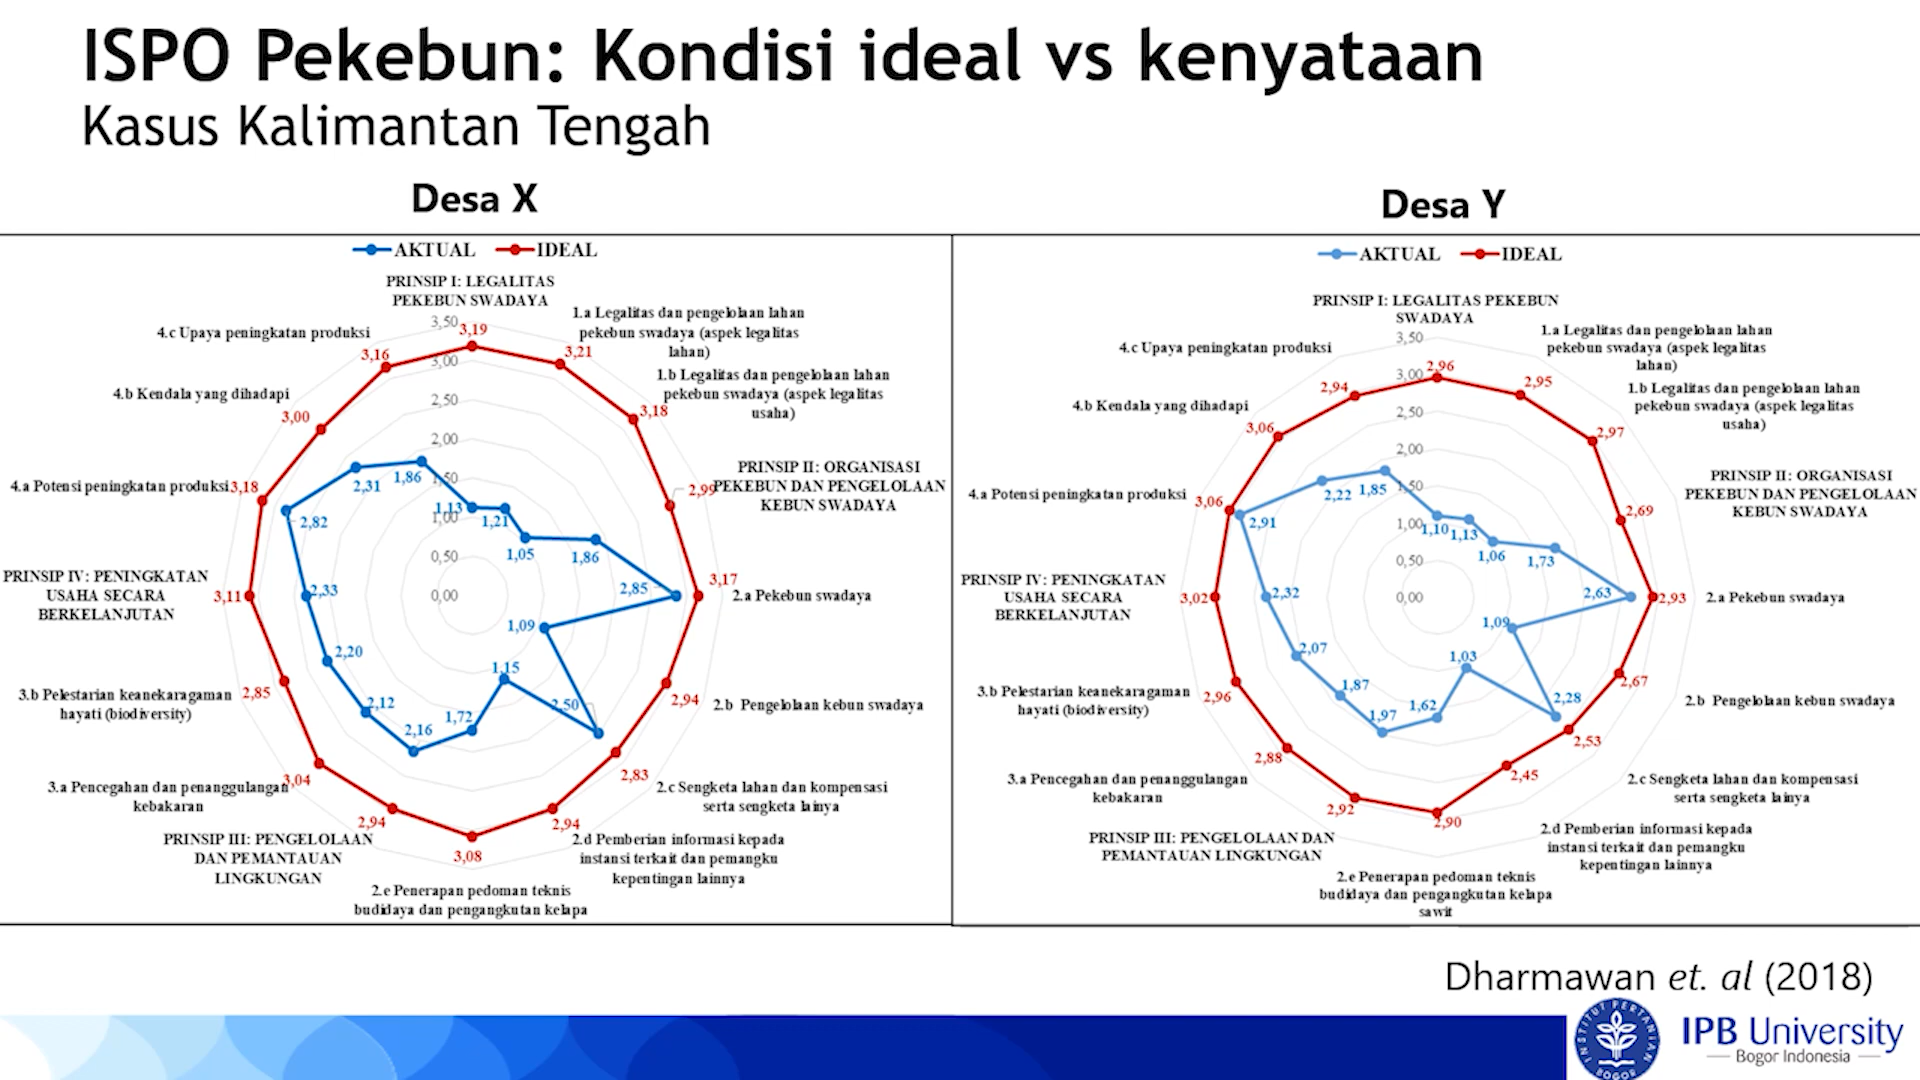 ISPO Pekebun: Kondisi ideal vs kenyataan
Kasus Kalimantan Tengah
Desa X
AKTUAL
IDEAL
PRINSIP I: LEGALITAS
PEKEBUN SWADAYA
1.a Legalitas dan pengelolaan lahan
pekebun swadaya (aspek legalitas
lahan)
1.b Legalitas dan pengelolaan lahan
pekebun swadaya (aspek legalitas
usaha)
PRINSIP II: ORGANISASI
PEKEBUN DAN PENGELOLAAN
KEBUN SWADAYA
2.a Pekebun swadaya
2.b Pengelolaan kebun swadaya
2.c Sengketa lahan dan kompensasi
serta sengketa lainya
2.d Pemberian informasi kepada
instansi terkait dan pemangku
kepentingan lainnya
2.e Penerapan pedoman teknis
budidaya dan pengangkutan kelapa
PRINSIP III: PENGELOLAAN
DAN PEMANTAUAN
LINGKUNGAN
3.a Pencegahan dan penanggulangan
kebakaran
3.b Pelestarian keanekaragaman
hayati (biodiversity)
PRINSIP IV: PENINGKATAN
USAHA SECARA
BERKELANJUTAN
4.a Potensi peningkatan produksi
4.b Kendala yang dihadapi
4.c Upaya peningkatan produksi
3,50
3,00
2,50
2,00
1,50
1,00
0,50
0,00
3,19
3,21
3,18
2,99
3,17
2,94
2,83
2,94
3,08
2,94
3,04
2,85
3,11
3,18
3,00
3,16
1,13
1,21
1,05
1,86
2,85
1,09
2,50
1,15
1,72
2,16
2,12
2,20
2,33
2,82
2,31
1,86
Desa Y
AKTUAL
IDEAL
PRINSIP I: LEGALITAS PEKEBUN
SWADAYA
1.a Legalitas dan pengelolaan lahan
pekebun swadaya (aspek legalitas
lahan)
1.b Legalitas dan pengelolaan lahan
pekebun swadaya (aspek legalitas
usaha)
PRINSIP II: ORGANISASI
PEKEBUN DAN PENGELOLAAN
KEBUN SWADAYA
2.a Pekebun swadaya
2.b Pengelolaan kebun swadaya
2.c Sengketa lahan dan kompensasi
serta sengketa lainya
2.d Pemberian informasi kepada
instansi terkait dan pemangku
kepentingan lainnya
2.e Penerapan pedoman teknis
budidaya dan pengangkutan kelapa
sawit
PRINSIP III: PENGELOLAAN DAN
PEMANTAUAN LINGKUNGAN
3.a Pencegahan dan penanggulangan
kebakaran
3.b Pelestarian keanekaragaman
hayati (biodiversity)
PRINSIP IV: PENINGKATAN
USAHA SECARA
BERKELANJUTAN
4.a Potensi peningkatan produksi
4.b Kendala yang dihadapi
4.c Upaya peningkatan produksi
3,50
3,00
2,50
2,00
1,50
1,00
0,50
0,00
2,96
2,95
2,97
2,69
2,93
2,67
2,53
2,45
2,90
2,92
2,88
2,96
3,02
3,06
3,06
2,94
1,10
1,13
1,06
1,73
2,63
1,09
2,28
1,03
1,62
1,97
1,87
2,07
2,32
2,91
2,22
1,85
Dharmawan et. al (2018)
INSTITUT PERTANIAN
BOGOR
IPB University
Bogor Indonesia